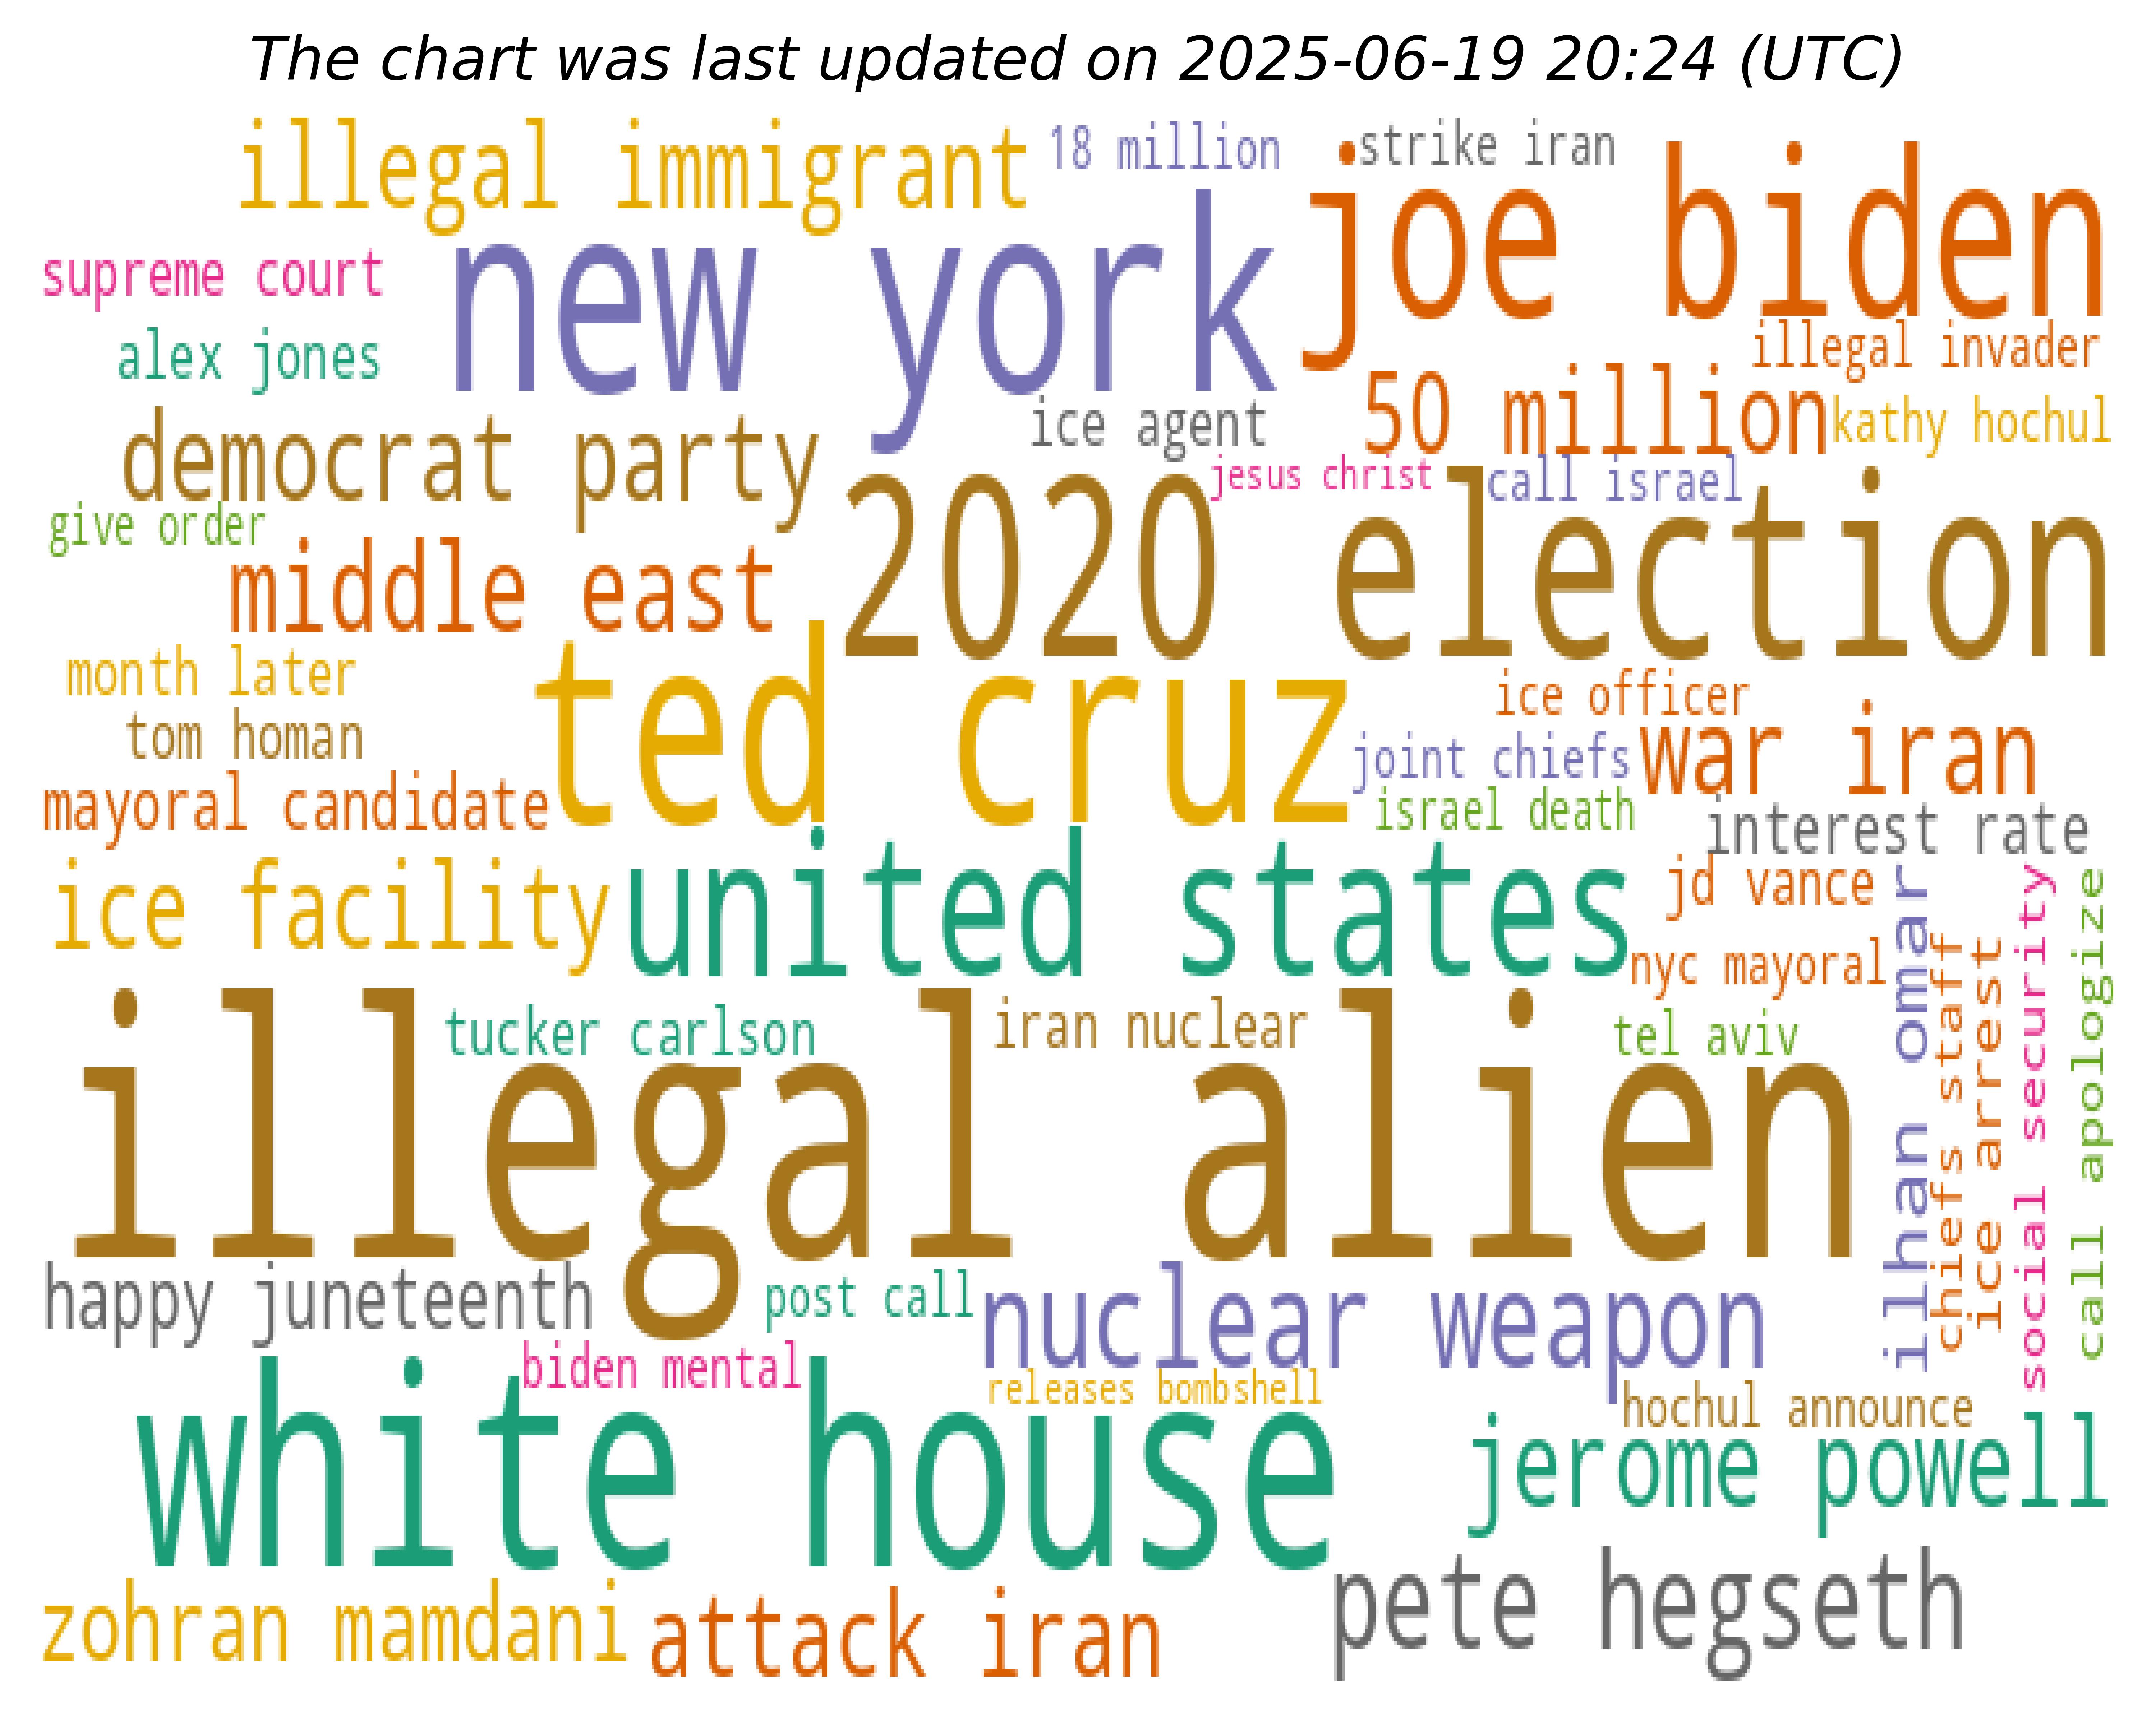 The chart was last updated on 2025-06-19 20:24 (UTC)
illegal immigrant
18 million
strike iran
joe biden
new york
supreme court
alex jones
illegal invader
50 million
kathy hochul
ice agent
democrat party
jesus christ
call israel
2020 election
give order
middle east
month later
ted cruz
ice officer
tom homan
war iran
joint chiefs
mayoral candidate
israel death
interest rate
ice facility
united states
jd vance
nyc mayoral
ilhan omar
chiefs staff
ice arrest
social security
call apologize
tucker carlson
iran nuclear
tel aviv
illegal alien
happy juneteenth
post call
nuclear weapon
biden mental
releases bombshell
hochul announce
white house
jerome powell
pete hegseth
zohran mamdani
attack iran